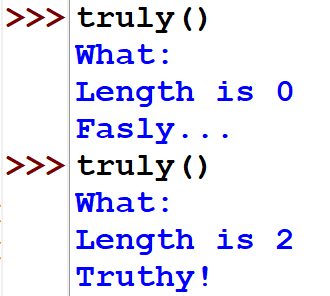 >>> truly()
What:
Length is 0
Fasly...
>>> truly()
What:
Length is 2
Truthy!